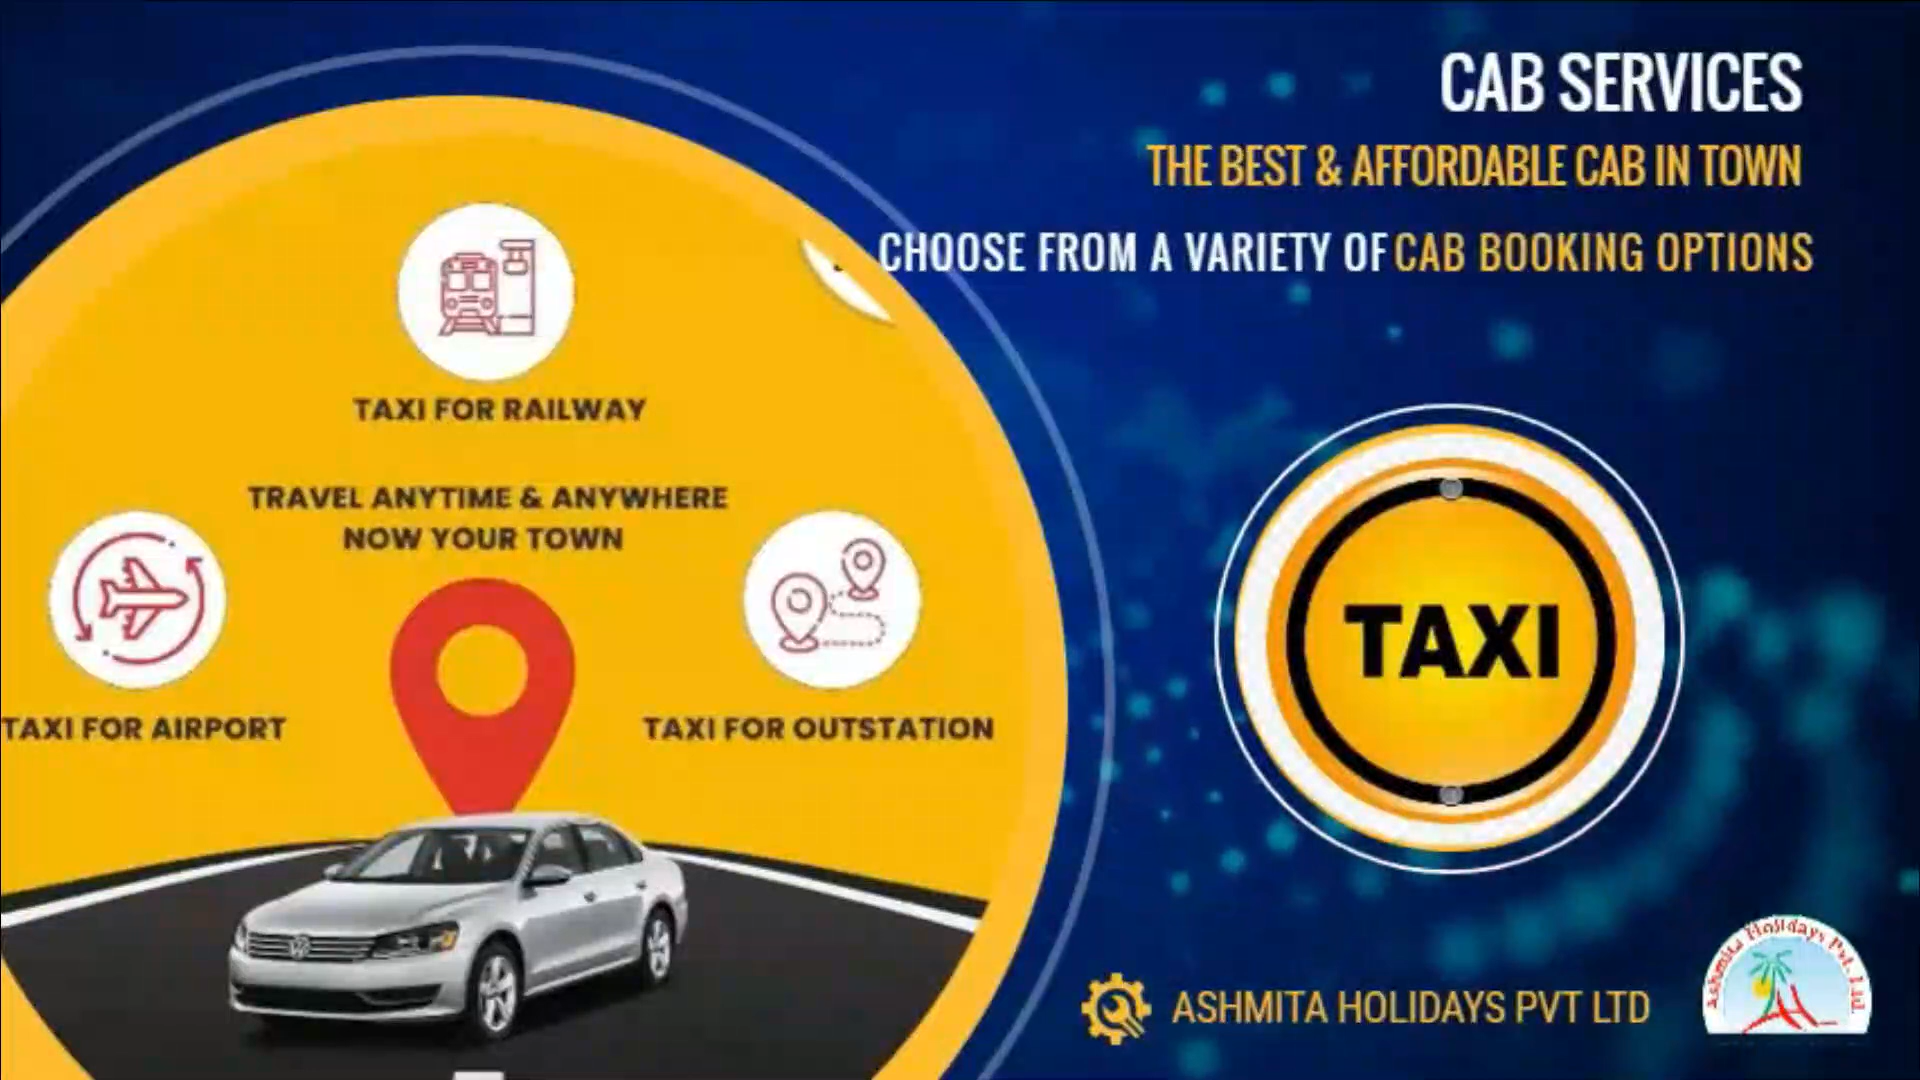 CAB SERVICES
THE BEST & AFFORDABLE CAB IN TOWN
CHOOSE FROM A VARIETY OF CAB BOOKING OPTIONS
TAXI FOR RAILWAY
TRAVEL ANYTIME & ANYWHERE
NOW YOUR TOWN
TAXI FOR AIRPORT
TAXI FOR OUTSTATION
TAXI
ASHMITA HOLIDAYS PVT LTD
Ashmita Holidays Pvt. Ltd.